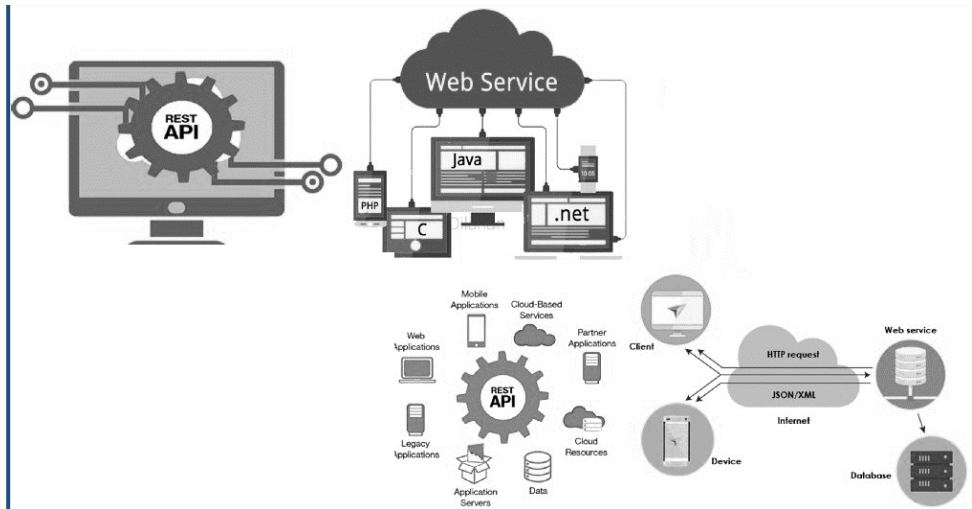 REST
API
Web Service
Java
10:05
PHP
.net
C
Mobile
Applications
Cloud-Based
Services
Web
Applications
Partner
Applications
REST
API
Legacy
Applications
Cloud
Resources
Application
Servers
Data
Client
HTTP request
JSON/XML
Internet
Web service
Device
Database